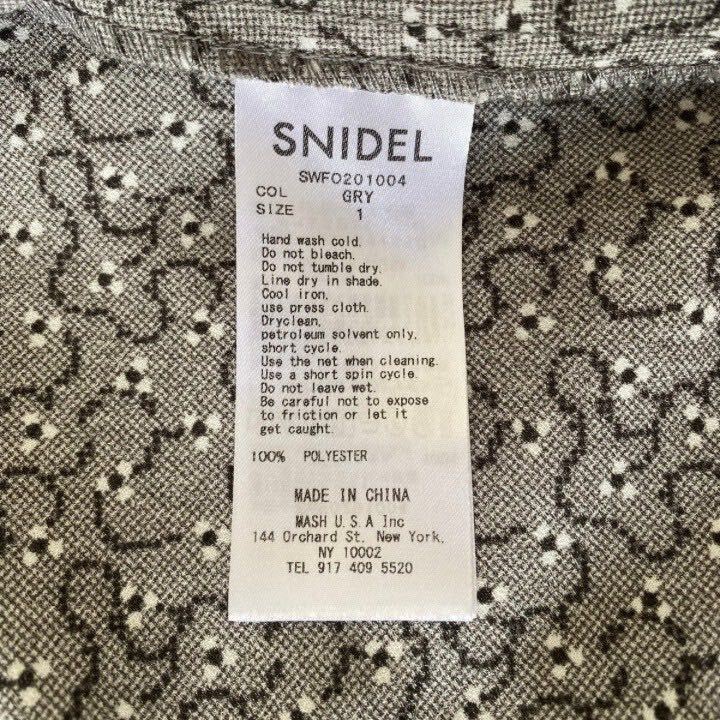 SNIDEL
SWFO201004
COL GRY
SIZE 1
Hand wash cold.
Do not bleach.
Do not tumble dry.
Line dry in shade.
Cool iron,
use press cloth.
Dryclean,
petroleum solvent only,
short cycle.
Use the net when cleaning.
Use a short spin cycle.
Do not leave wet.
Be careful not to expose
to friction or let it
get caught.
100% POLYESTER
MADE IN CHINA
MASH U.S.A Inc
144 Orchard St. New York,
NY 10002
TEL 917 409 5520